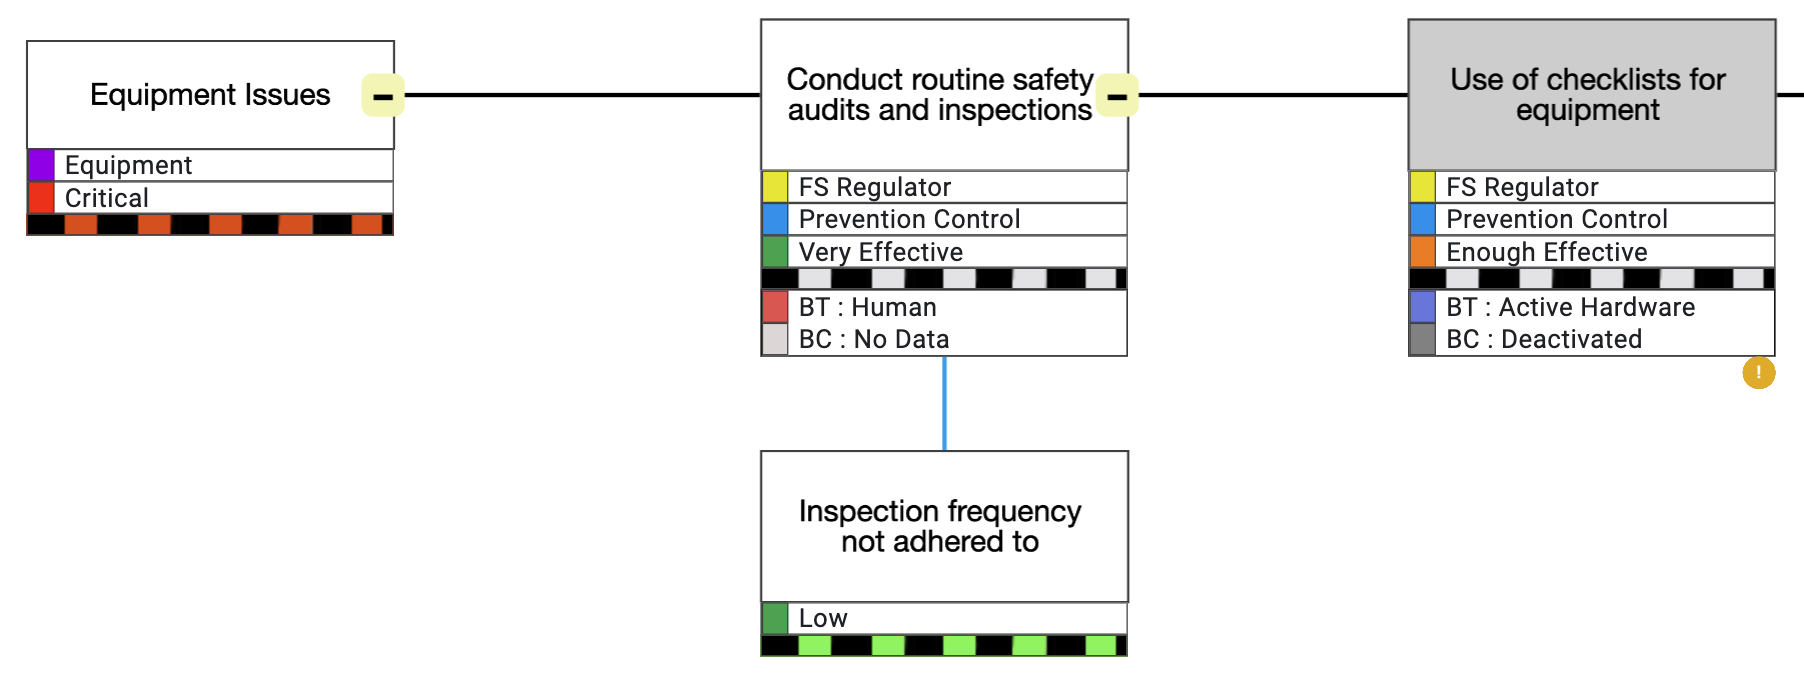 Equipment Issues
Equipment
Critical
Conduct routine safety
audits and inspections
FS Regulator
Prevention Control
Very Effective
BT : Human
BC : No Data
Inspection frequency
not adhered to
Low
Use of checklists for
equipment
FS Regulator
Prevention Control
Enough Effective
BT : Active Hardware
BC : Deactivated
!